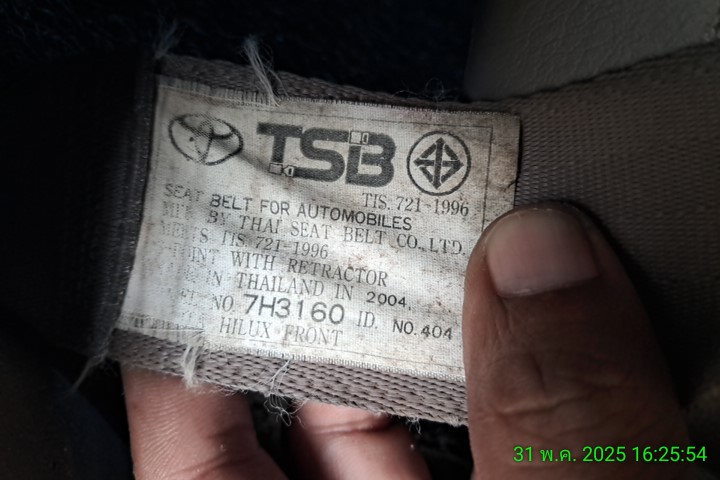 TSB
TIS. 721-1996
SEAT BELT FOR AUTOMOBILES
BY THAI SEAT BELT CO.,LTD.
TIS. 721-1996
WITH RETRACTOR
IN THAILAND IN 2004,
NO. 7H3160 ID. NO. 404
HILUX FRONT
31 พ.ค. 2025 16:25:54